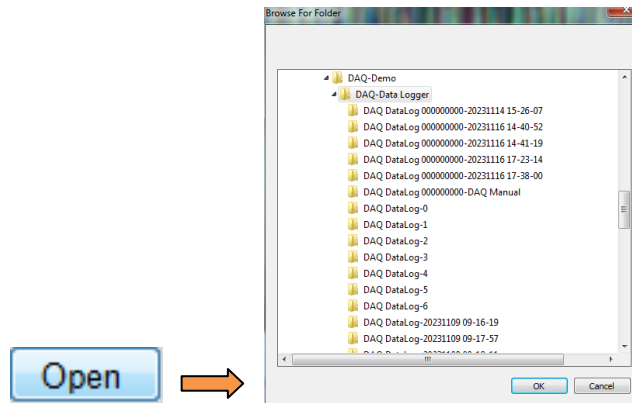 Browse For Folder
DAQ-Demo
DAQ-Data Logger
DAQ DataLog 000000000-20231114 15-26-07
DAQ DataLog 000000000-20231116 14-40-52
DAQ DataLog 000000000-20231116 14-41-19
DAQ DataLog 000000000-20231116 17-23-14
DAQ DataLog 000000000-20231116 17-38-00
DAQ DataLog 000000000-DAQ Manual
DAQ DataLog-0
DAQ DataLog-1
DAQ DataLog-2
DAQ DataLog-3
DAQ DataLog-4
DAQ DataLog-5
DAQ DataLog-6
DAQ DataLog-20231109 09-16-19
DAQ DataLog-20231109 09-17-57
Open
OK Cancel